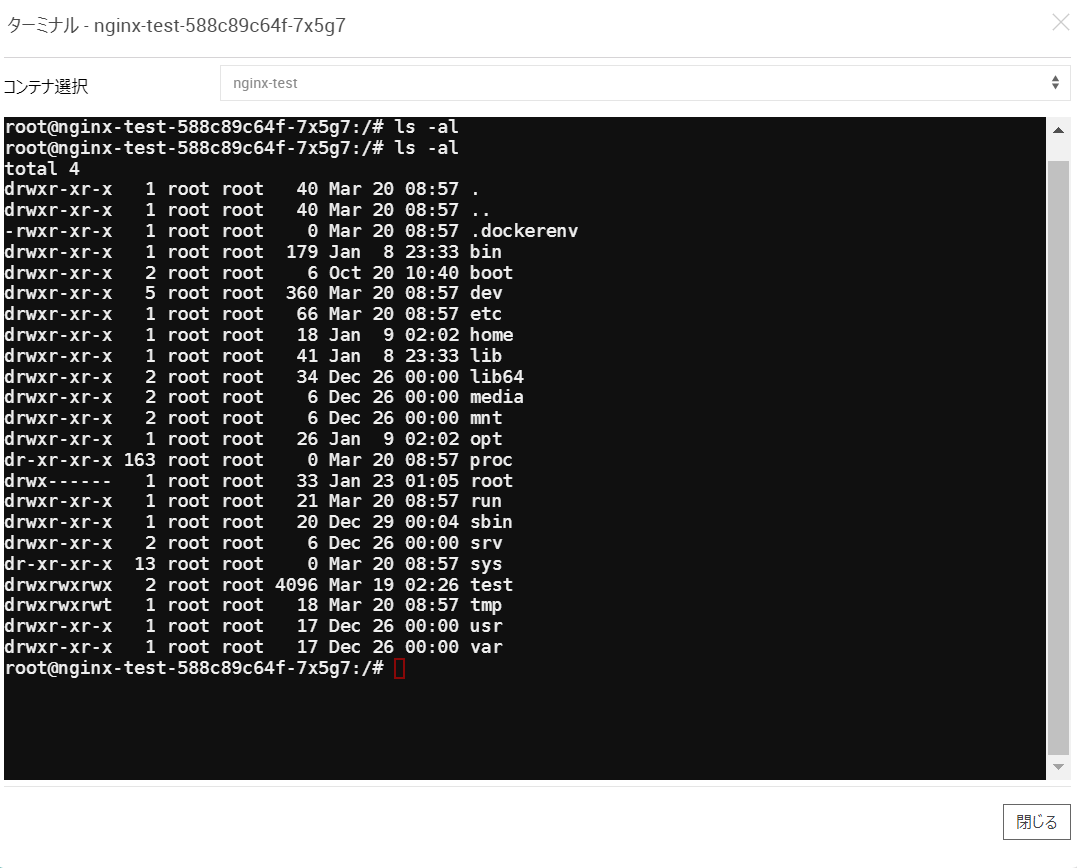 ターミナル - nginx-test-588c89c64f-7x5g7
コンテナ選択 nginx-test
root@nginx-test-588c89c64f-7x5g7:/# ls -al
root@nginx-test-588c89c64f-7x5g7:/# ls -al
total 4
drwxr-xr-x   1 root root   40 Mar 20 08:57 .
drwxr-xr-x   1 root root   40 Mar 20 08:57 ..
-rwxr-xr-x   1 root root    0 Mar 20 08:57 .dockerenv
drwxr-xr-x   1 root root  179 Jan  8 23:33 bin
drwxr-xr-x   2 root root    6 Oct 20 10:40 boot
drwxr-xr-x   5 root root  360 Mar 20 08:57 dev
drwxr-xr-x   1 root root   66 Mar 20 08:57 etc
drwxr-xr-x   1 root root   18 Jan  9 02:02 home
drwxr-xr-x   1 root root   41 Jan  8 23:33 lib
drwxr-xr-x   2 root root   34 Dec 26 00:00 lib64
drwxr-xr-x   2 root root    6 Dec 26 00:00 media
drwxr-xr-x   2 root root    6 Dec 26 00:00 mnt
drwxr-xr-x   1 root root   26 Jan  9 02:02 opt
dr-xr-xr-x 163 root root    0 Mar 20 08:57 proc
drwx------   1 root root   33 Jan 23 01:05 root
drwxr-xr-x   1 root root   21 Mar 20 08:57 run
drwxr-xr-x   1 root root   20 Dec 29 00:04 sbin
drwxr-xr-x   2 root root    6 Dec 26 00:00 srv
dr-xr-xr-x  13 root root    0 Mar 20 08:57 sys
drwxrwxrwx   2 root root 4096 Mar 19 02:26 test
drwxrwxrwt   1 root root   18 Mar 20 08:57 tmp
drwxr-xr-x   1 root root   17 Dec 26 00:00 usr
drwxr-xr-x   1 root root   17 Dec 26 00:00 var
root@nginx-test-588c89c64f-7x5g7:/#
閉じる